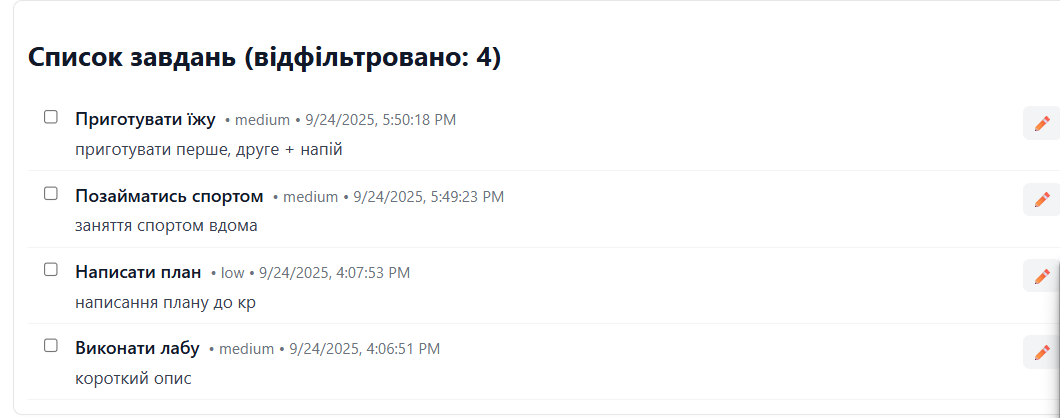 Список завдань (відфільтровано: 4)
Приготувати їжу • medium • 9/24/2025, 5:50:18 PM
приготувати перше, друге + напій
Позайматись спортом • medium • 9/24/2025, 5:49:23 PM
заняття спортом вдома
Написати план • low • 9/24/2025, 4:07:53 PM
написання плану до кр
Виконати лабу • medium • 9/24/2025, 4:06:51 PM
короткий опис